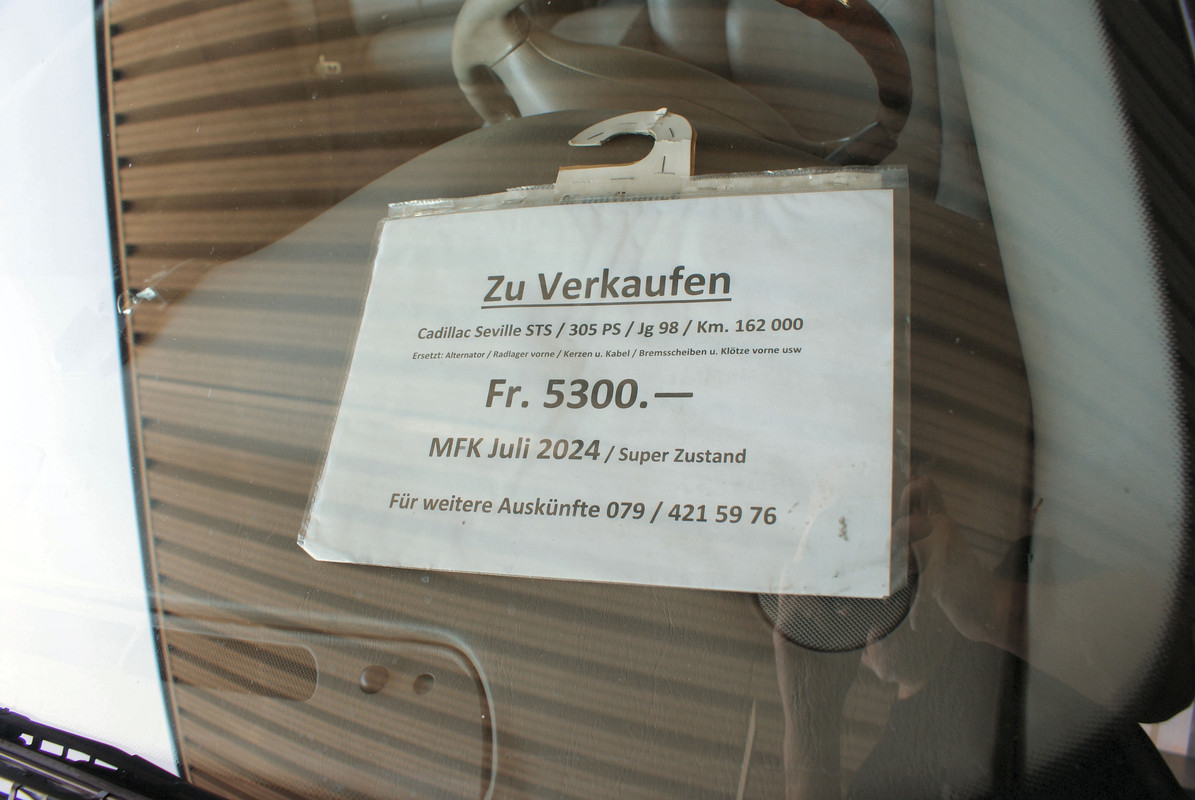 Zu Verkaufen
Cadillac Seville STS / 305 PS / Jg 98 / Km. 162 000
Ersetzt: Alternator / Radlager vorne / Kerzen u. Kabel / Bremsscheiben u. Klötze vorne usw
Fr. 5300.—
MFK Juli 2024 / Super Zustand
Für weitere Auskünfte 079 / 421 59 76